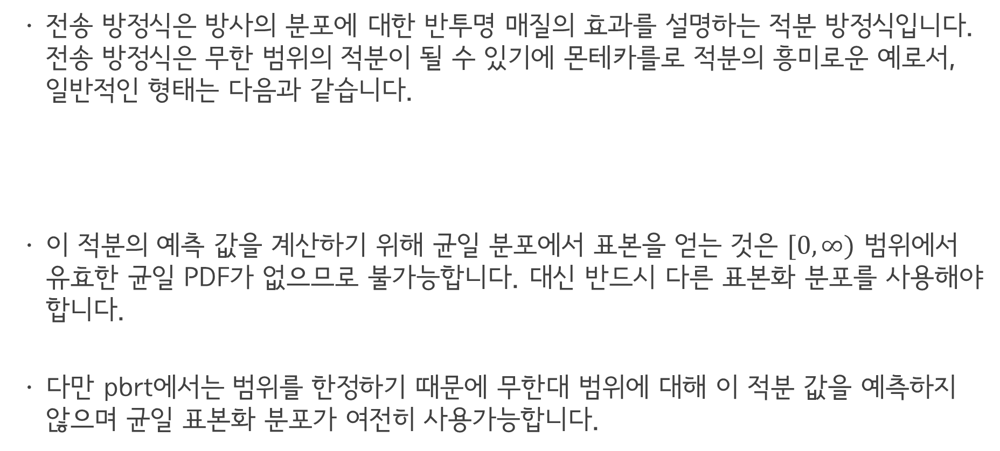 · 전송 방정식은 방사의 분포에 대한 반투명 매질의 효과를 설명하는 적분 방정식입니다.
전송 방정식은 무한 범위의 적분이 될 수 있기에 몬테카를로 적분의 흥미로운 예로서,
일반적인 형태는 다음과 같습니다.
· 이 적분의 예측 값을 계산하기 위해 균일 분포에서 표본을 얻는 것은 [0, ∞) 범위에서
유효한 균일 PDF가 없으므로 불가능합니다. 대신 반드시 다른 표본화 분포를 사용해야
합니다.
· 다만 pbrt에서는 범위를 한정하기 때문에 무한대 범위에 대해 이 적분 값을 예측하지
않으며 균일 표본화 분포가 여전히 사용가능합니다.